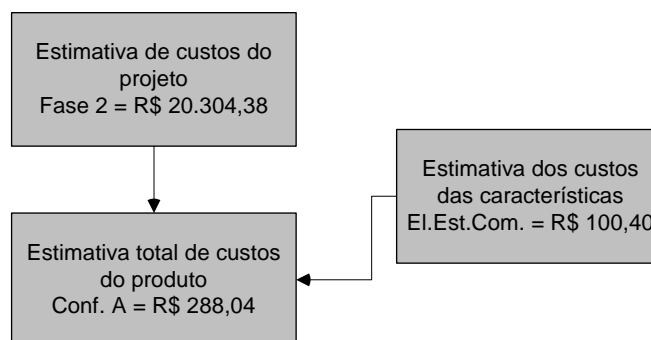 Estimativa de custos do
projeto
Fase 2 = R$ 20.304,38
Estimativa dos custos
das características
El.Est.Com. = R$ 100,40
Estimativa total de custos
do produto
Conf. A = R$ 288,04